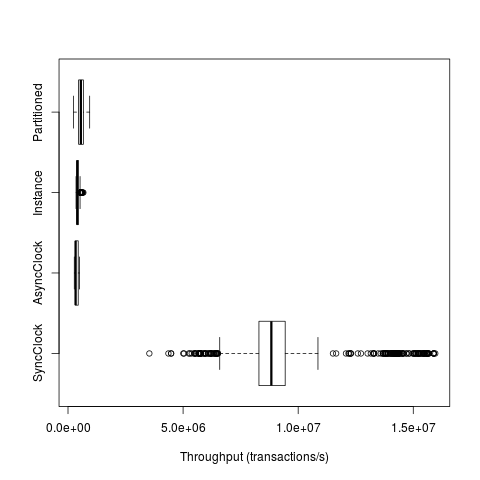 Partitioned
Instance
AsyncClock
SyncClock
0.0e+00 5.0e+06 1.0e+07 1.5e+07
Throughput (transactions/s)